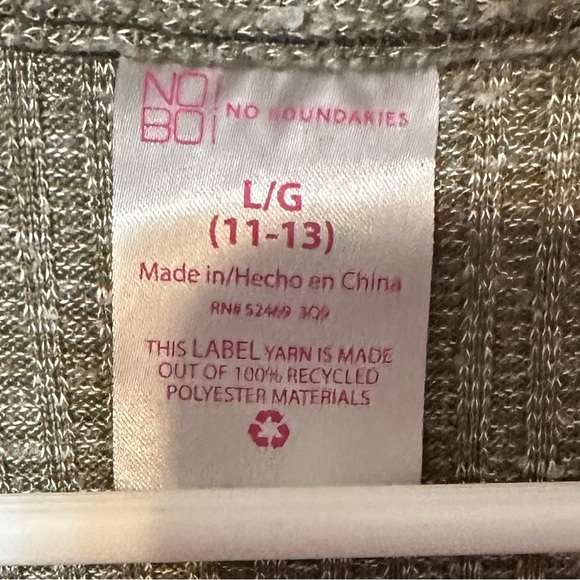 NO!
BO!
NO BOUNDARIES
L/G
(11-13)
Made in/Hecho en China
RN# 52469 3Q9
THIS LABEL YARN IS MADE
OUT OF 100% RECYCLED
POLYESTER MATERIALS